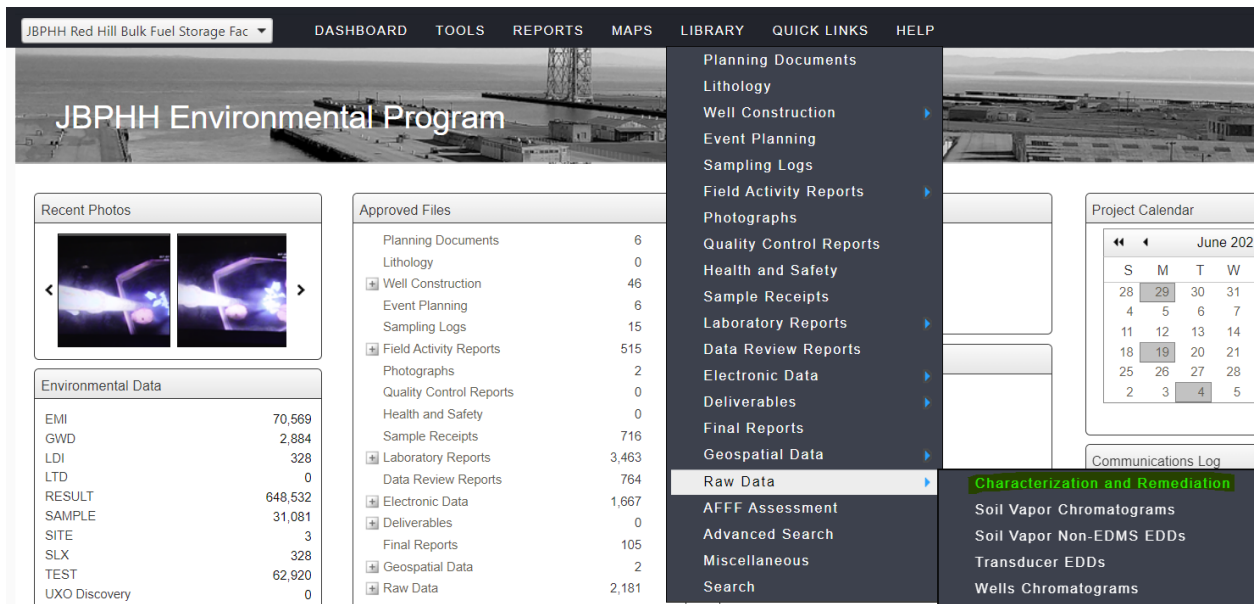 JBPHH Red Hill Bulk Fuel Storage Fac
DASHBOARD TOOLS REPORTS MAPS LIBRARY QUICK LINKS HELP
JBPHH Environmental Program
Recent Photos
Environmental Data
EMI 70,569
GWD 2,884
LDI 328
LTD 0
RESULT 648,532
SAMPLE 31,081
SITE 3
SLX 328
TEST 62,920
UXO Discovery 0
Approved Files
Planning Documents 6
Lithology 0
Well Construction 46
Event Planning 6
Sampling Logs 15
Field Activity Reports 515
Photographs 2
Quality Control Reports 0
Health and Safety 0
Sample Receipts 716
Laboratory Reports 3,463
Data Review Reports 764
Electronic Data 1,667
Deliverables 0
Final Reports 105
Geospatial Data 2
Raw Data 2,181
Planning Documents
Lithology
Well Construction
Event Planning
Sampling Logs
Field Activity Reports
Photographs
Quality Control Reports
Health and Safety
Sample Receipts
Laboratory Reports
Data Review Reports
Electronic Data
Deliverables
Final Reports
Geospatial Data
Raw Data
AFFF Assessment
Advanced Search
Miscellaneous
Search
Characterization and Remediation
Soil Vapor Chromatograms
Soil Vapor Non-EDMS EDDs
Transducer EDDs
Wells Chromatograms
Project Calendar
June 202
S M T W
28 29 30 31
4 5 6 7
11 12 13 14
18 19 20 21
25 26 27 28
2 3 4 5
Communications Log